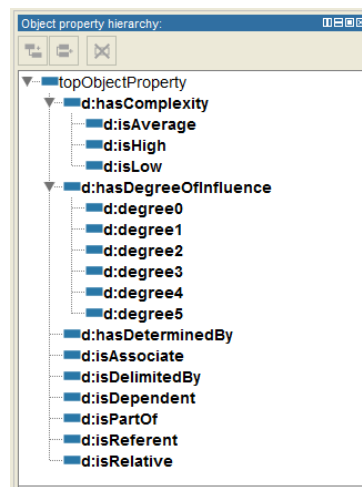 Object property hierarchy:
topObjectProperty
d:hasComplexity
d:isAverage
d:isHigh
d:isLow
d:hasDegreeOfInfluence
d:degree0
d:degree1
d:degree2
d:degree3
d:degree4
d:degree5
d:hasDeterminedBy
d:isAssociate
d:isDelimitedBy
d:isDependent
d:isPartOf
d:isReferent
d:isRelative